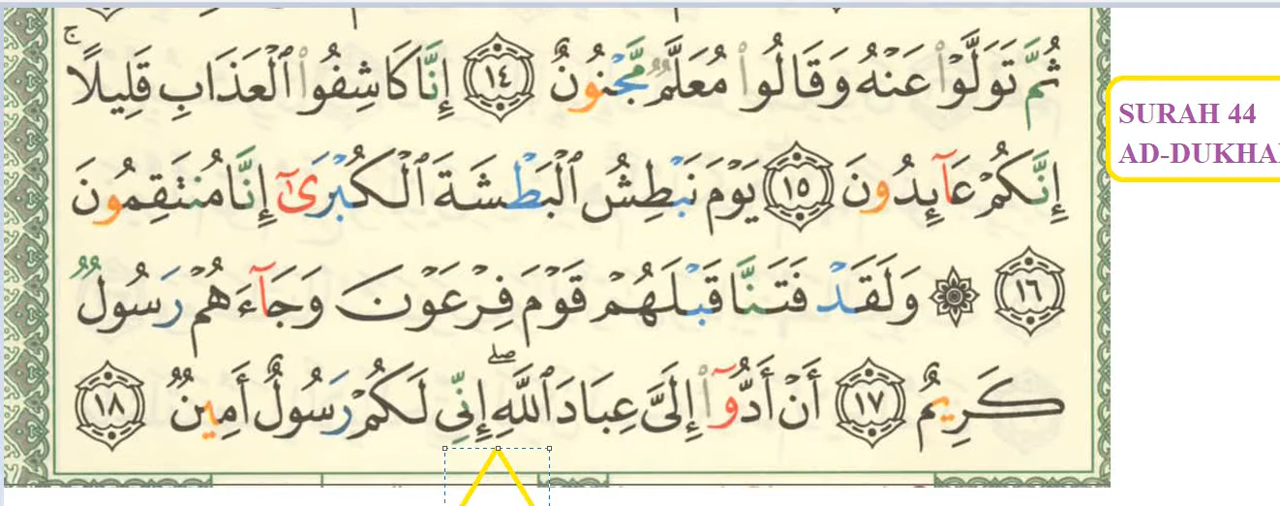 ثُمَّ تَوَلَّوۡاْ عَنۡهُ وَقَالُواْ مُعَلَّمٞ مَّجۡنُونٌ ١٤ إِنَّا كَاشِفُواْ ٱلۡعَذَابِ قَلِيلًاۚ
إِنَّكُمۡ عَآئِدُونَ ١٥ يَوۡمَ نَبۡطِشُ ٱلۡبَطۡشَةَ ٱلۡكُبۡرَىٰٓ إِنَّا مُنتَقِمُونَ
١٦ ۞ وَلَقَدۡ فَتَنَّا قَبۡلَهُمۡ قَوۡمَ فِرۡعَوۡنَ وَجَآءَهُمۡ رَسُولٞ
كَرِيمٌ ١٧ أَنۡ أَدُّوٓاْ إِلَيَّ عِبَادَ ٱللَّهِۖ إِنِّي لَكُمۡ رَسُولٌ أَمِينٞ ١٨
SURAH 44
AD-DUKHA